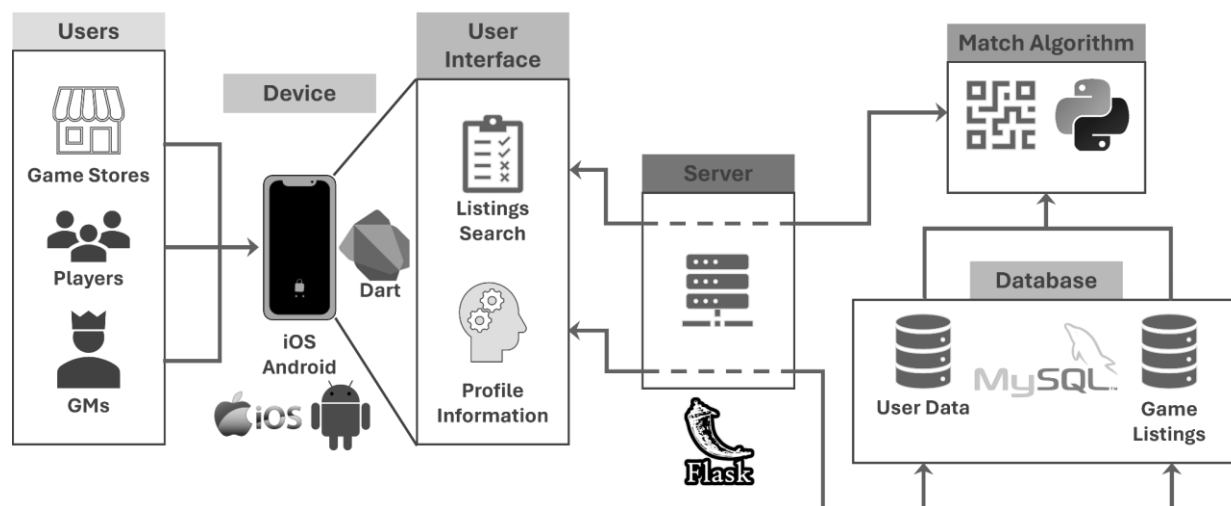 Users
Game Stores
Players
GMs
Device
Dart
iOS
Android
iOS
User
Interface
Listings
Search
Profile
Information
Server
Flask
Match Algorithm
Database
User Data
MySQL™
Game
Listings